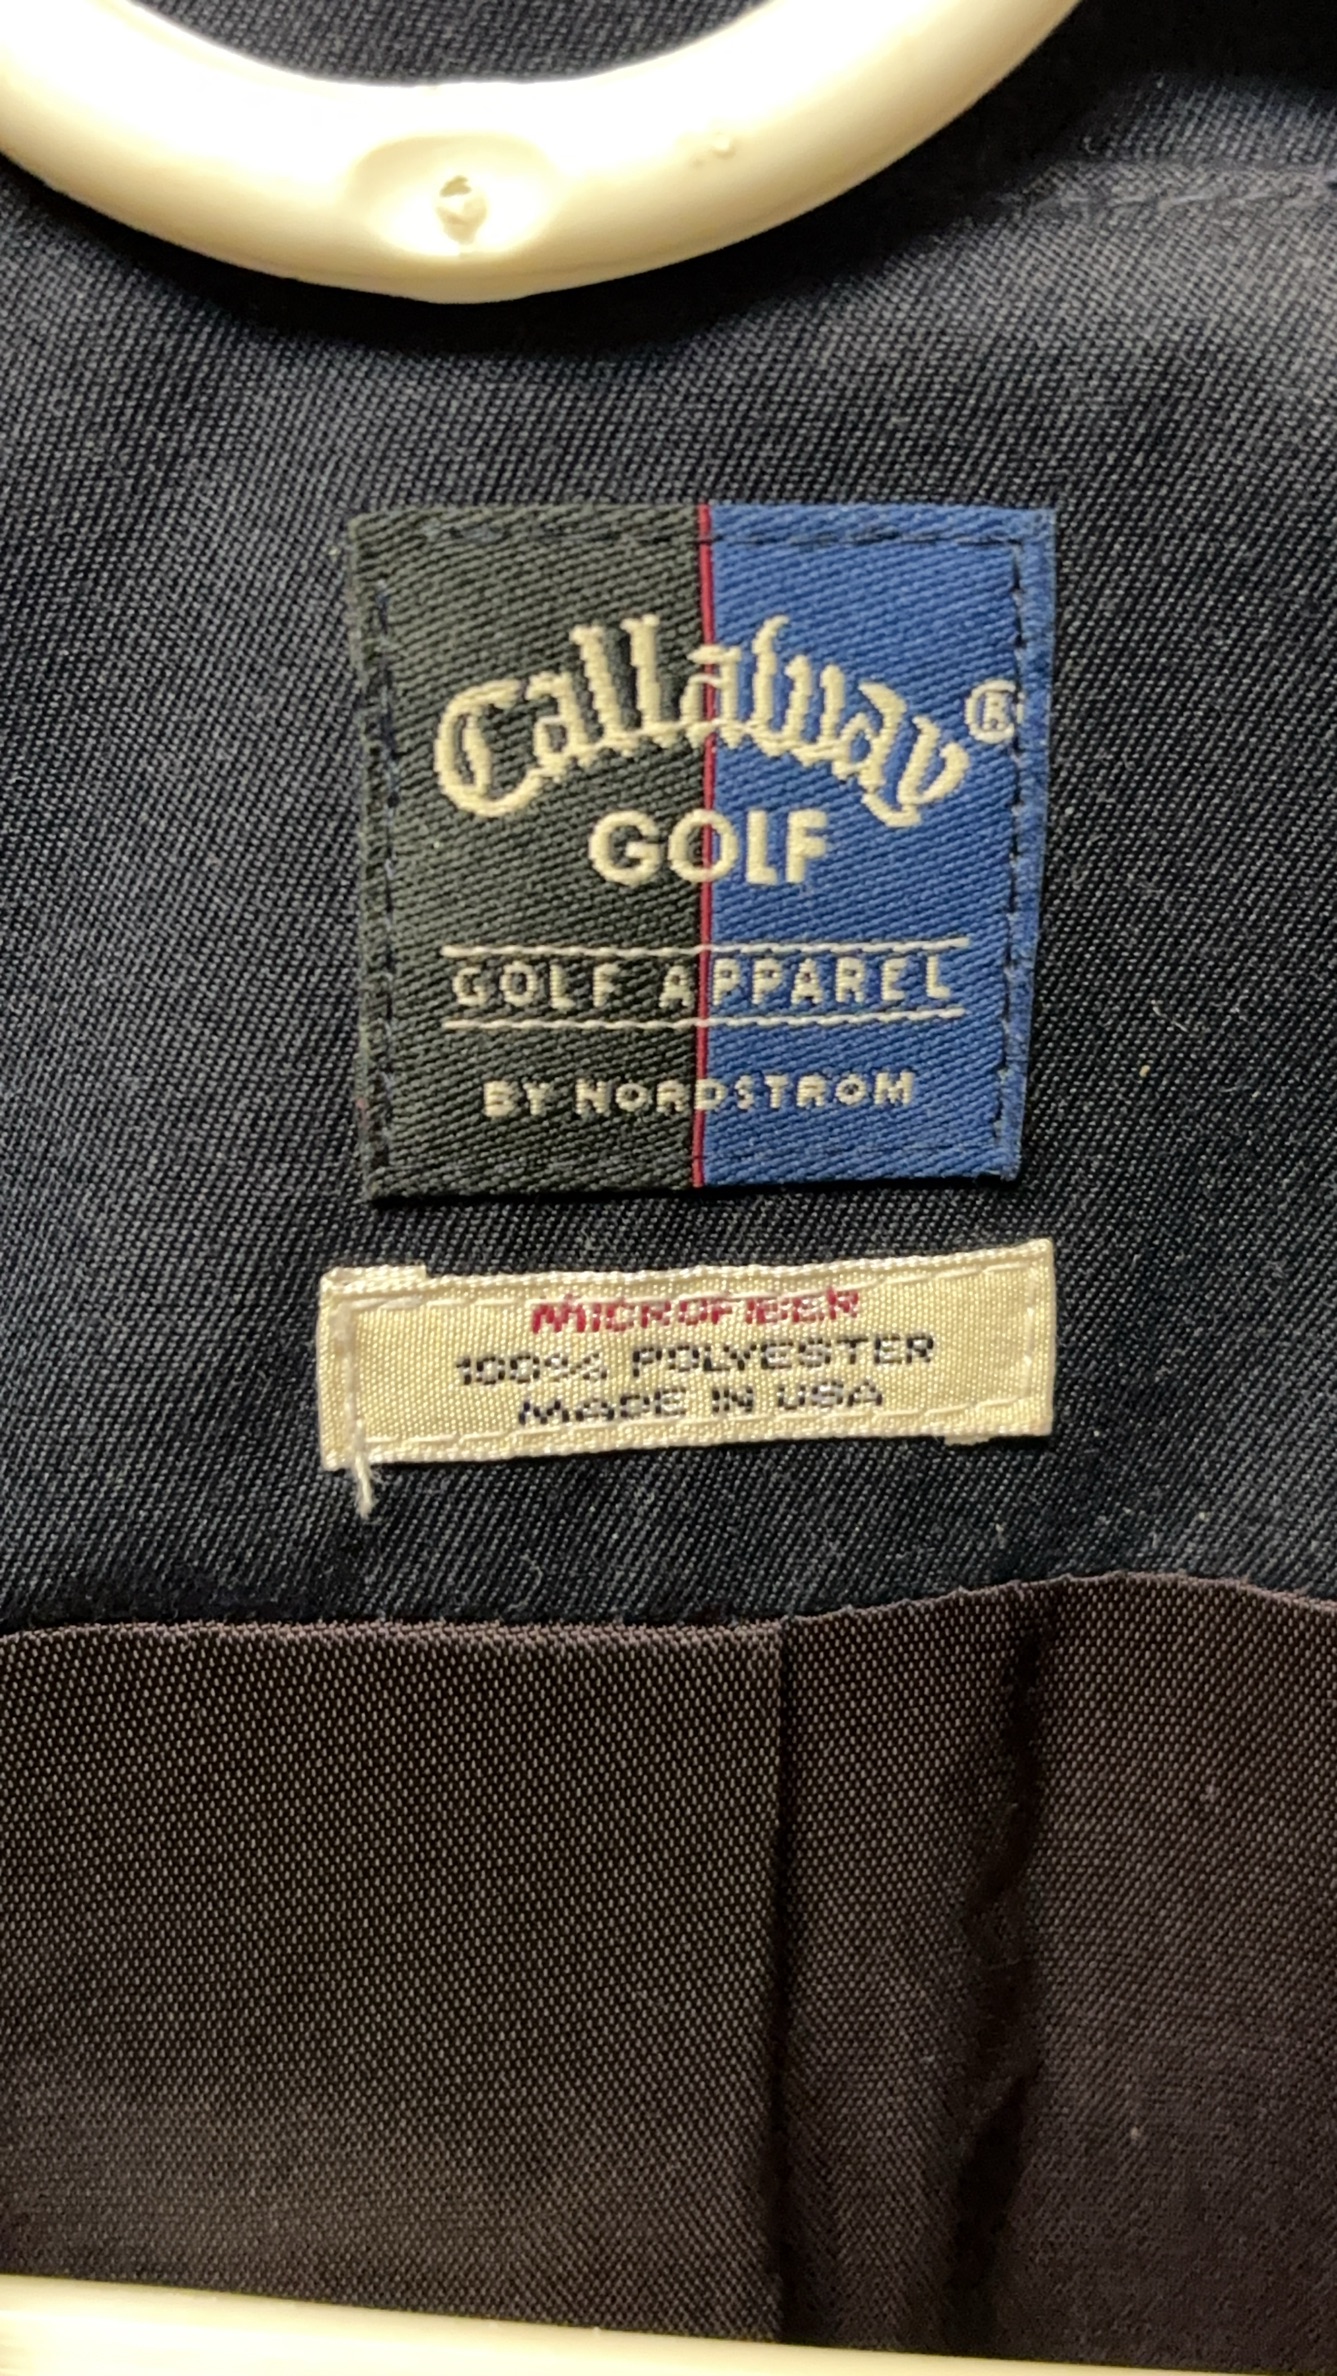 Callaway®
GOLF
GOLF APPAREL
BY NORDSTROM
MICROFIBER
100% POLYESTER
MADE IN USA